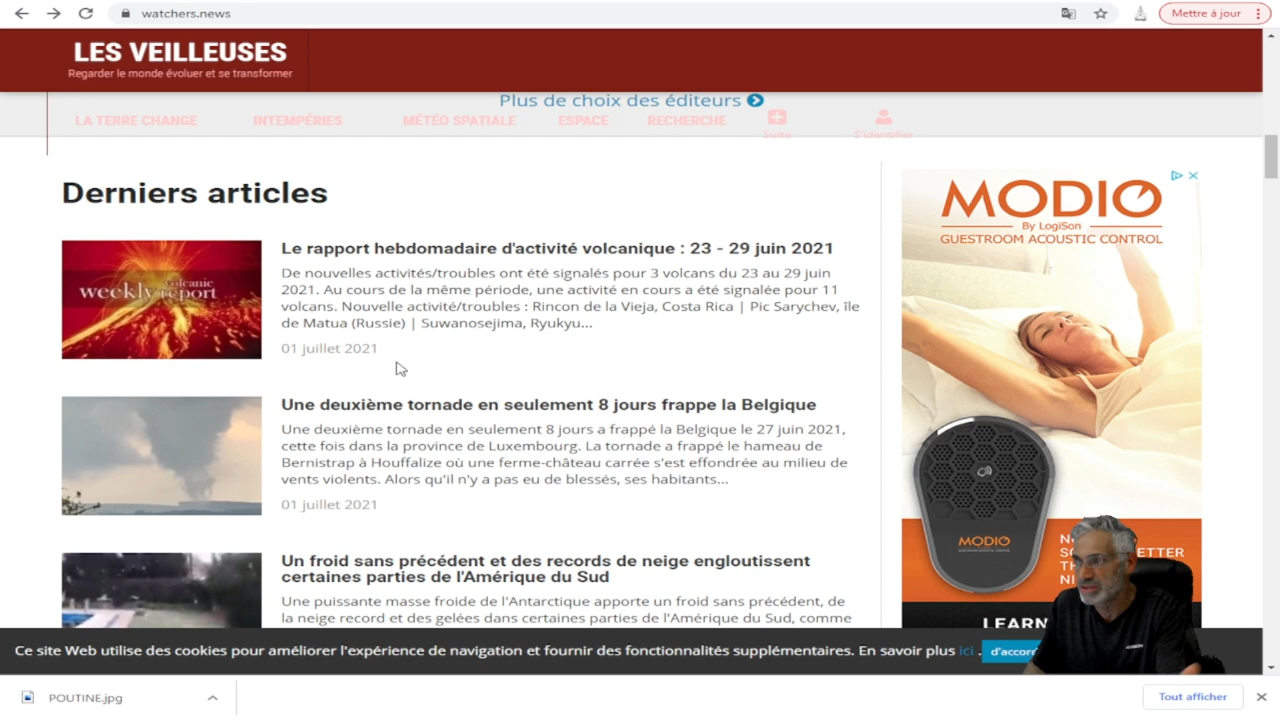 watchers.news
Mettre à jour
LES VEILLEUSES
Regarder le monde évoluer et se transformer
Plus de choix des éditeurs
LA TERRE CHANGE INTEMPÉRIES MÉTÉO SPATIALE ESPACE RECHERCHE Suite S'identifier
Derniers articles
weekly volcanic report
Le rapport hebdomadaire d'activité volcanique : 23 - 29 juin 2021
De nouvelles activités/troubles ont été signalés pour 3 volcans du 23 au 29 juin
2021. Au cours de la même période, une activité en cours a été signalée pour 11
volcans. Nouvelle activité/troubles : Rincon de la Vieja, Costa Rica | Pic Sarychev, île
de Matua (Russie) | Suwanosejima, Ryukyu...
01 juillet 2021
Une deuxième tornade en seulement 8 jours frappe la Belgique
Une deuxième tornade en seulement 8 jours a frappé la Belgique le 27 juin 2021,
cette fois dans la province de Luxembourg. La tornade a frappé le hameau de
Bernistrap à Houffalize où une ferme-château carrée s'est effondrée au milieu de
vents violents. Alors qu'il n'y a pas eu de blessés, ses habitants...
01 juillet 2021
Un froid sans précédent et des records de neige engloutissent
certaines parties de l'Amérique du Sud
Une puissante masse froide de l'Antarctique apporte un froid sans précédent, de
la neige record et des gelées dans certaines parties de l'Amérique du Sud, comme
MODIO
By LogiSon
GUESTROOM ACOUSTIC CONTROL
MODIO
LEARN
Ce site Web utilise des cookies pour améliorer l'expérience de navigation et fournir des fonctionnalités supplémentaires. En savoir plus ici .
d'accord
POUTINE.jpg
Tout afficher